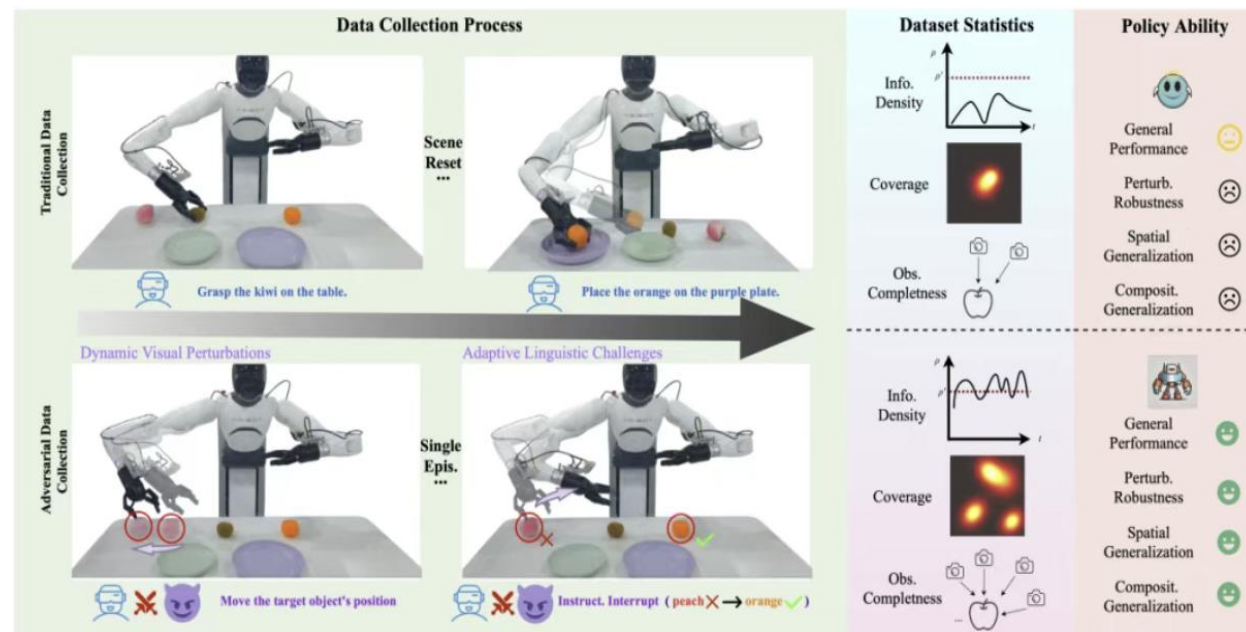 Data Collection Process
Dataset Statistics
Policy Ability
Traditional Data
Collection
Scene
Reset
...
Grasp the kiwi on the table.
Place the orange on the purple plate.
Info.
Density
ρ
ρ'
t
Coverage
Obs.
Completness
General
Performance
Perturb.
Robustness
Spatial
Generalization
Composit.
Generalization
Dynamic Visual Perturbations
Adaptive Linguistic Challenges
Adversarial Data
Collection
Single
Epis.
...
Move the target object's position
Instruct. Interrupt ( peach → orange )
Info.
Density
ρ
ρ'
t
Coverage
Obs.
Completness
...
General
Performance
Perturb.
Robustness
Spatial
Generalization
Composit.
Generalization